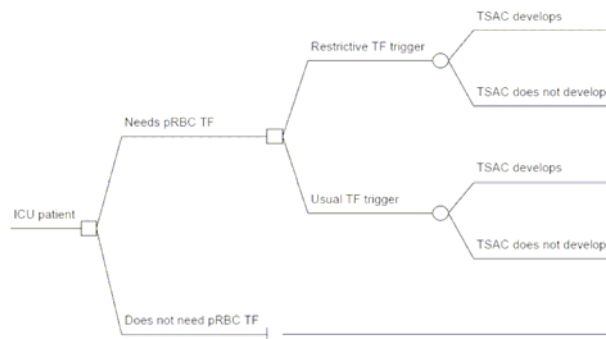 TSAC develops
Restrictive TF trigger
TSAC does not develop
Needs pRBC TF
TSAC develops
Usual TF trigger
ICU patient
TSAC does not develop
Does not need pRBC TF